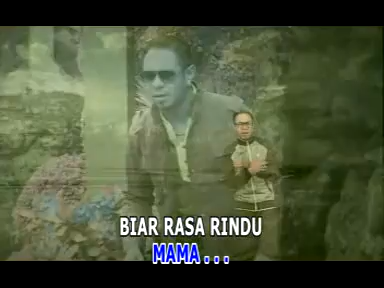 BIAR RASA RINDU
MAMA . . .